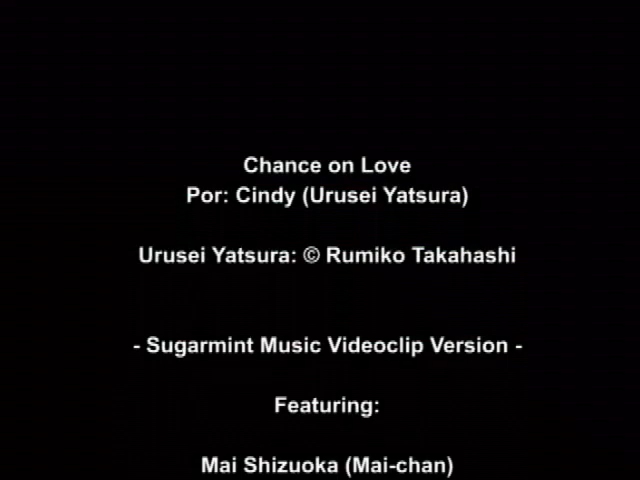 Chance on Love
Por: Cindy (Urusei Yatsura)
Urusei Yatsura: © Rumiko Takahashi
- Sugarmint Music Videoclip Version -
Featuring:
Mai Shizuoka (Mai-chan)